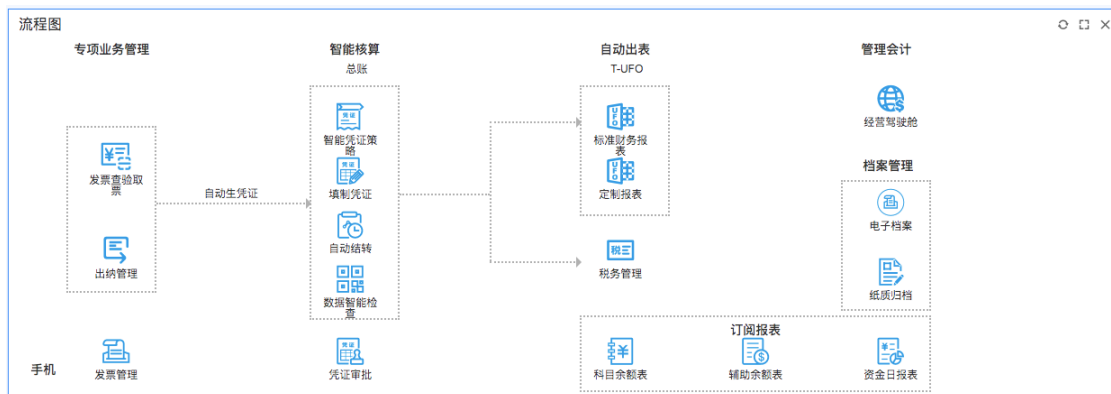 流程图
专项业务管理
智能核算
自动出表
管理会计
总账
T-UFO
智能凭证策
略
标准财务报
表
经营驾驶舱
发票查验取
票
填制凭证
定制报表
档案管理
自动生凭证
电子档案
自动结转
出纳管理
税务管理
纸质归档
数据智能检
查
订阅报表
手机
发票管理
凭证审批
科目余额表
辅助余额表
资金日报表